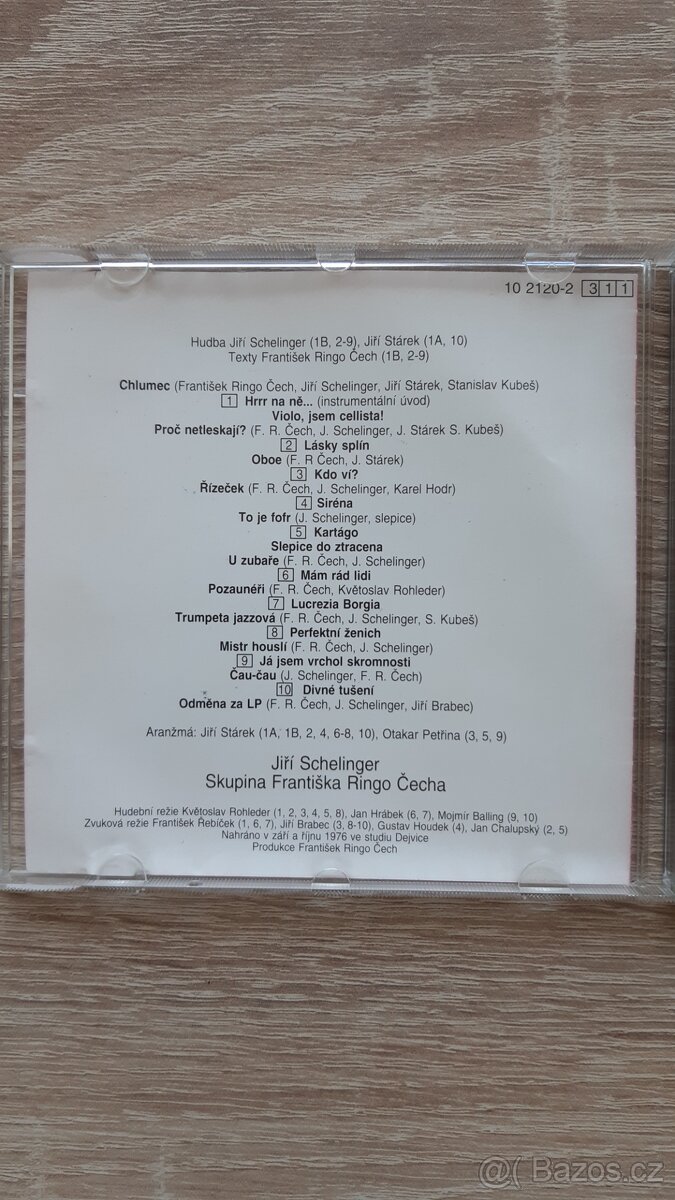 10 2120-2 3 1 1
Hudba Jiří Schelinger (1B, 2-9), Jiří Stárek (1A, 10)
Texty František Ringo Čech (1B, 2-9)
Chlumec (František Ringo Čech, Jiří Schelinger, Jiří Stárek, Stanislav Kubeš)
1 Hrrr na ně... (instrumentální úvod)
Violo, jsem cellista!
Proč netleskají? (F. R. Čech, J. Schelinger, J. Stárek S. Kubeš)
2 Lásky splín
Oboe (F. R Čech, J. Stárek)
3 Kdo ví?
Řízeček (F. R. Čech, J. Schelinger, Karel Hodr)
4 Siréna
To je fofr (J. Schelinger, slepice)
5 Kartágo
Slepice do ztracena
U zubaře (F. R. Čech, J. Schelinger)
6 Mám rád lidi
Pozaunéři (F. R. Čech, Květoslav Rohleder)
7 Lucrezia Borgia
Trumpeta jazzová (F. R. Čech, J. Schelinger, S. Kubeš)
8 Perfektní ženich
Mistr houslí (F. R. Čech, J. Schelinger)
9 Já jsem vrchol skromnosti
Čau-čau (J. Schelinger, F. R. Čech)
10 Divné tušení
Odměna za LP (F. R. Čech, J. Schelinger, Jiří Brabec)
Aranžmá: Jiří Stárek (1A, 1B, 2, 4, 6-8, 10), Otakar Petřina (3, 5, 9)
Jiří Schelinger
Skupina Františka Ringo Čecha
Hudební režie Květoslav Rohleder (1, 2, 3, 4, 5, 8), Jan Hrábek (6, 7), Mojmír Balling (9, 10)
Zvuková režie František Řebíček (1, 6, 7), Jiří Brabec (3, 8-10), Gustav Houdek (4), Jan Chalupský (2, 5)
Nahráno v září a říjnu 1976 ve studiu Dejvice
Produkce František Ringo Čech
@( Bazos.cz